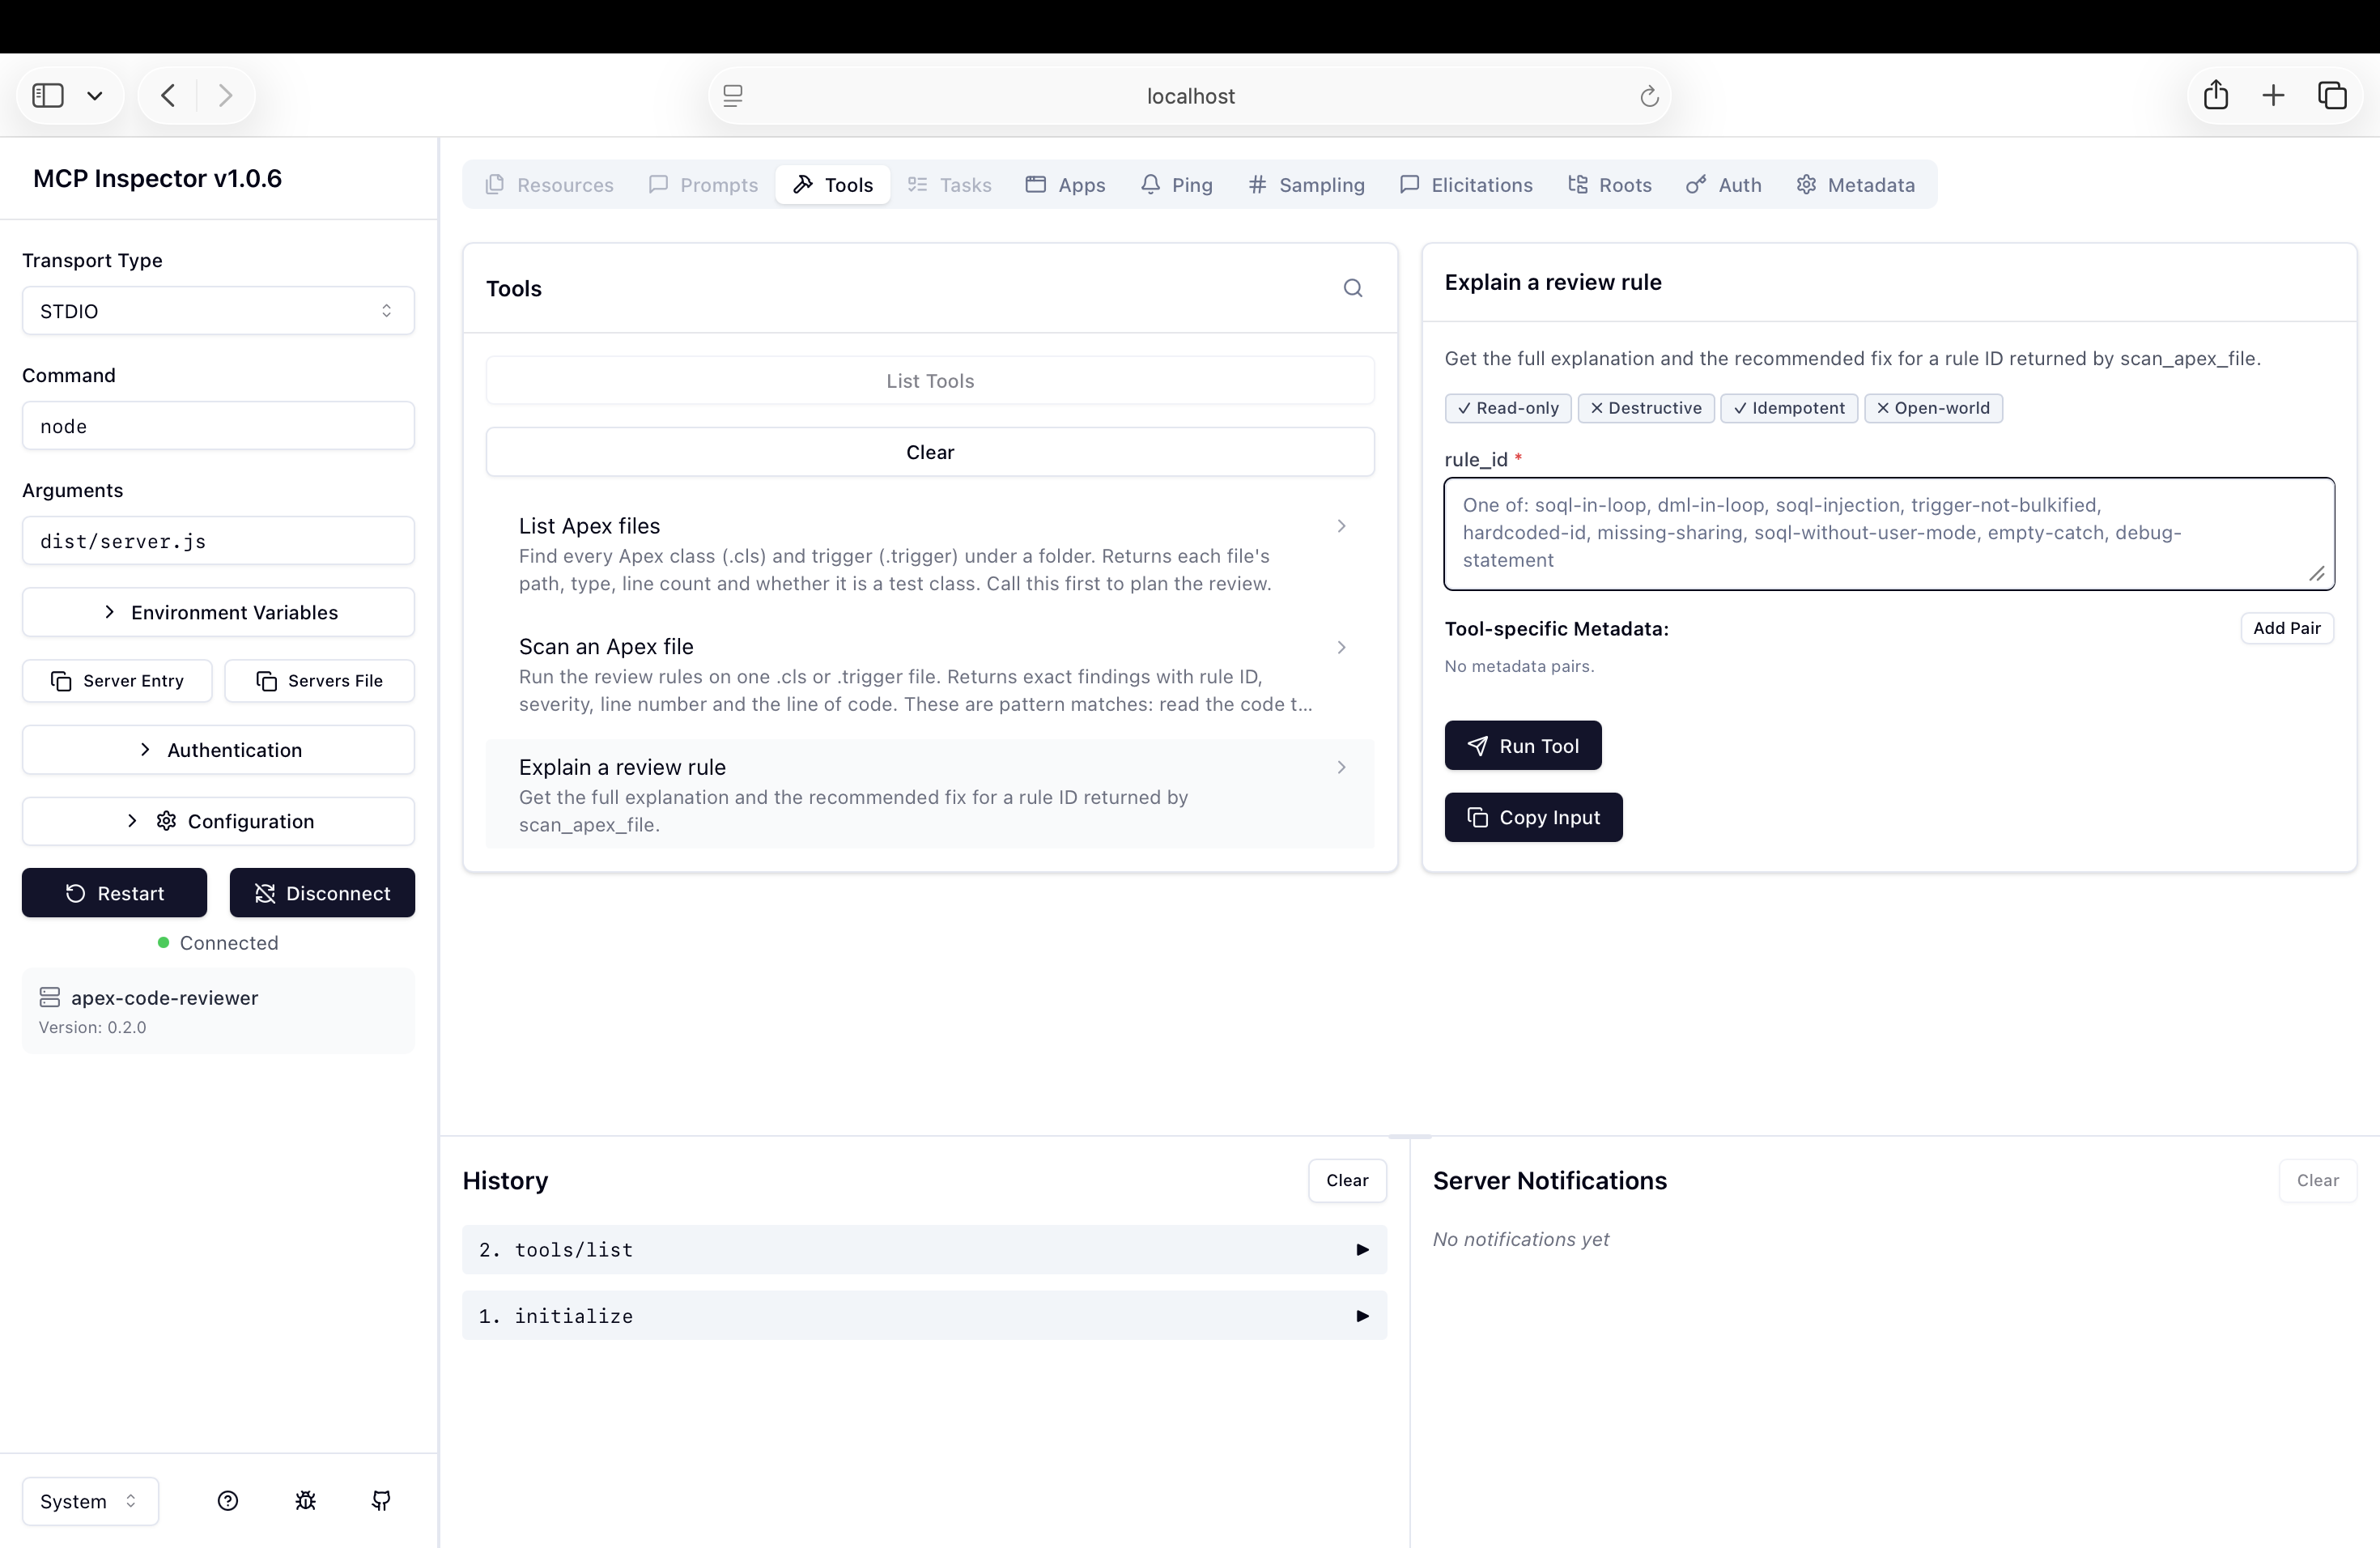 localhost
MCP Inspector v1.0.6
Transport Type
STDIO
Command
node
Arguments
dist/server.js
Environment Variables
Server Entry
Servers File
Authentication
Configuration
Restart
Disconnect
Connected
apex-code-reviewer
Version: 0.2.0
System
Resources
Prompts
Tools
Tasks
Apps
Ping
Sampling
Elicitations
Roots
Auth
Metadata
Tools
List Tools
Clear
List Apex files
Find every Apex class (.cls) and trigger (.trigger) under a folder. Returns each file's
path, type, line count and whether it is a test class. Call this first to plan the review.
Scan an Apex file
Run the review rules on one .cls or .trigger file. Returns exact findings with rule ID,
severity, line number and the line of code. These are pattern matches: read the code t...
Explain a review rule
Get the full explanation and the recommended fix for a rule ID returned by
scan_apex_file.
Explain a review rule
Get the full explanation and the recommended fix for a rule ID returned by scan_apex_file.
✓ Read-only
✕ Destructive
✓ Idempotent
✕ Open-world
rule_id *
One of: soql-in-loop, dml-in-loop, soql-injection, trigger-not-bulkified,
hardcoded-id, missing-sharing, soql-without-user-mode, empty-catch, debug-
statement
Tool-specific Metadata:
Add Pair
No metadata pairs.
Run Tool
Copy Input
History
Clear
2. tools/list
1. initialize
Server Notifications
Clear
No notifications yet